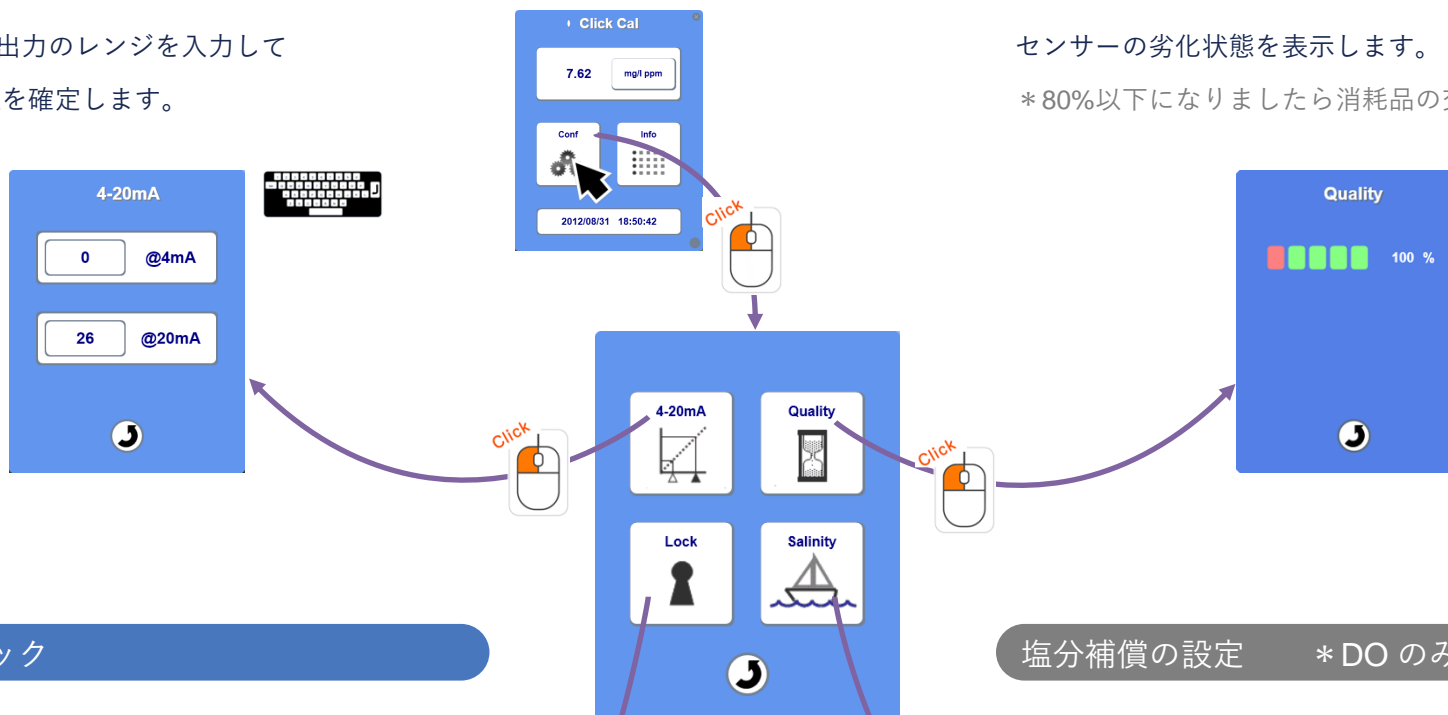 出力のレンジを入力して
を確定します。
Click Cal
7.62 mg/l ppm
Conf Info
2012/08/31 18:50:42
Click
センサーの劣化状態を表示します。
＊80%以下になりましたら消耗品の
4-20mA
0 @4mA
26 @20mA
Quality
100 %
4-20mA Quality
Click
Click
Lock Salinity
ック
塩分補償の設定 ＊DO のみ